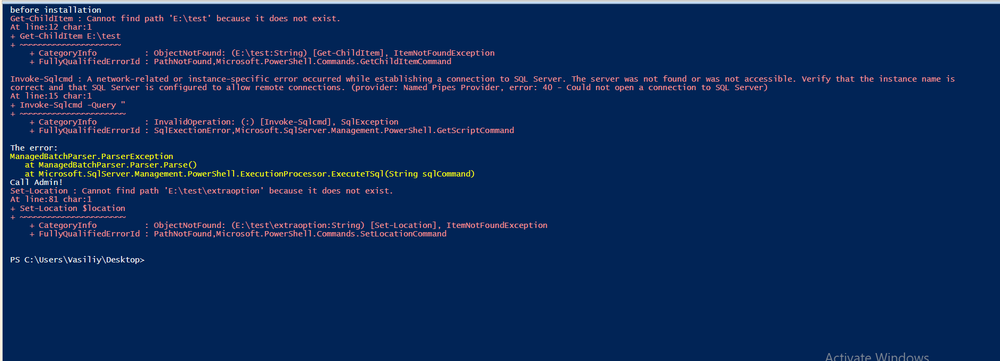 before installation
Get-ChildItem : Cannot find path 'E:\test' because it does not exist.
At line:12 char:1
+ Get-ChildItem E:\test
+ ~~~~~~~~~~~~~~~~~~~~~
    + CategoryInfo          : ObjectNotFound: (E:\test:String) [Get-ChildItem], ItemNotFoundException
    + FullyQualifiedErrorId : PathNotFound,Microsoft.PowerShell.Commands.GetChildItemCommand

Invoke-Sqlcmd : A network-related or instance-specific error occurred while establishing a connection to SQL Server. The server was not found or was not accessible. Verify that the instance name is
correct and that SQL Server is configured to allow remote connections. (provider: Named Pipes Provider, error: 40 - Could not open a connection to SQL Server)
At line:15 char:1
+ Invoke-Sqlcmd -Query "
+ ~~~~~~~~~~~~~~~~~~~~~~
    + CategoryInfo          : InvalidOperation: (:) [Invoke-Sqlcmd], SqlException
    + FullyQualifiedErrorId : SqlExectionError,Microsoft.SqlServer.Management.PowerShell.GetScriptCommand

The error:
ManagedBatchParser.ParserException
   at ManagedBatchParser.Parser.Parse()
   at Microsoft.SqlServer.Management.PowerShell.ExecutionProcessor.ExecuteTSql(String sqlCommand)
Call Admin!
Set-Location : Cannot find path 'E:\test\extraoption' because it does not exist.
At line:81 char:1
+ Set-Location $location
+ ~~~~~~~~~~~~~~~~~~~~~~
    + CategoryInfo          : ObjectNotFound: (E:\test\extraoption:String) [Set-Location], ItemNotFoundException
    + FullyQualifiedErrorId : PathNotFound,Microsoft.PowerShell.Commands.SetLocationCommand

PS C:\Users\Vasiliy\Desktop>
Activate Windows